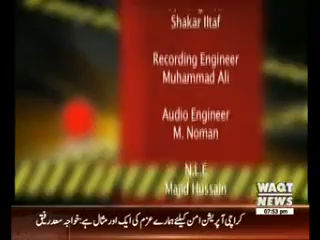 Shakar Iltaf
Recording Engineer
Muhammad Ali
Audio Engineer
M. Noman
N.L.E
Majid Hussain
WAQT
NEWS
07:53 pm
کراچی آپریشن امن کیلئے ہمارے عزم کی ایک اور مثال ہے: خواجہ سعد رفیق